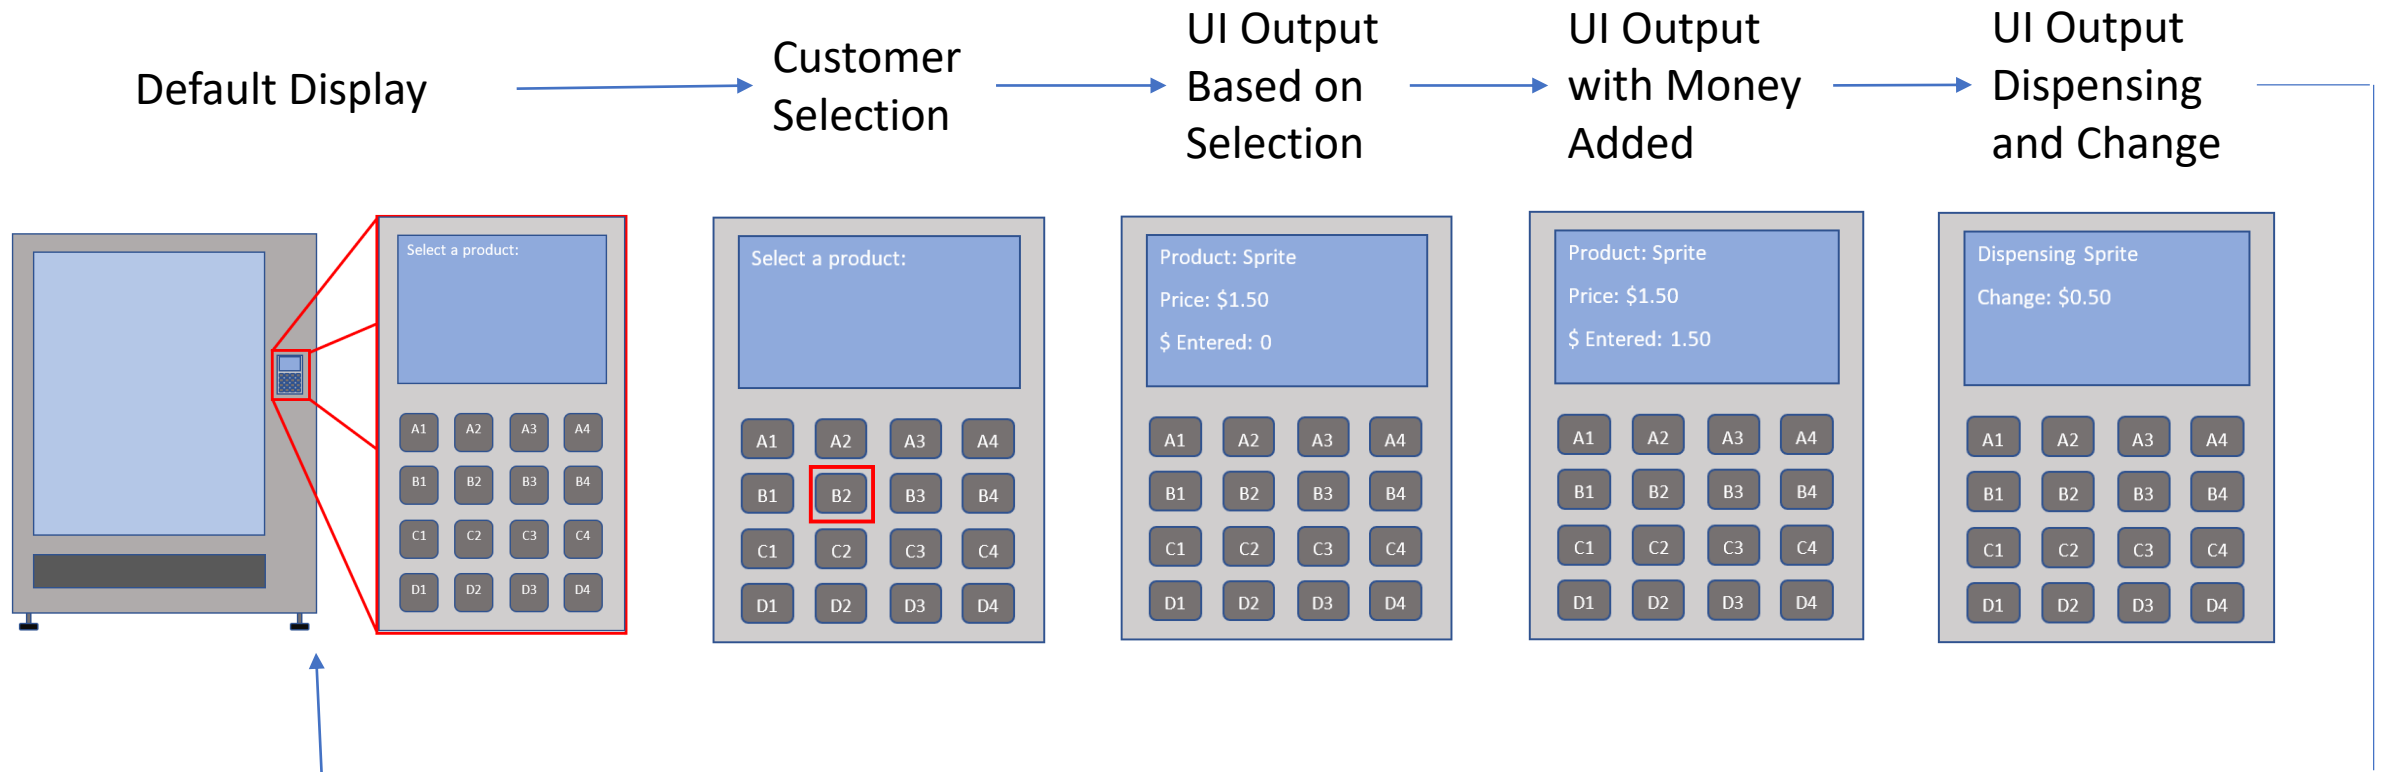 Default Display
Customer
Selection
UI Output
Based on
Selection
UI Output
with Money
Added
UI Output
Dispensing
and Change
Select a product:
A1 A2 A3 A4
B1 B2 B3 B4
C1 C2 C3 C4
D1 D2 D3 D4
Select a product:
A1 A2 A3 A4
B1 B2 B3 B4
C1 C2 C3 C4
D1 D2 D3 D4
Product: Sprite
Price: $1.50
$ Entered: 0
A1 A2 A3 A4
B1 B2 B3 B4
C1 C2 C3 C4
D1 D2 D3 D4
Product: Sprite
Price: $1.50
$ Entered: 1.50
A1 A2 A3 A4
B1 B2 B3 B4
C1 C2 C3 C4
D1 D2 D3 D4
Dispensing Sprite
Change: $0.50
A1 A2 A3 A4
B1 B2 B3 B4
C1 C2 C3 C4
D1 D2 D3 D4